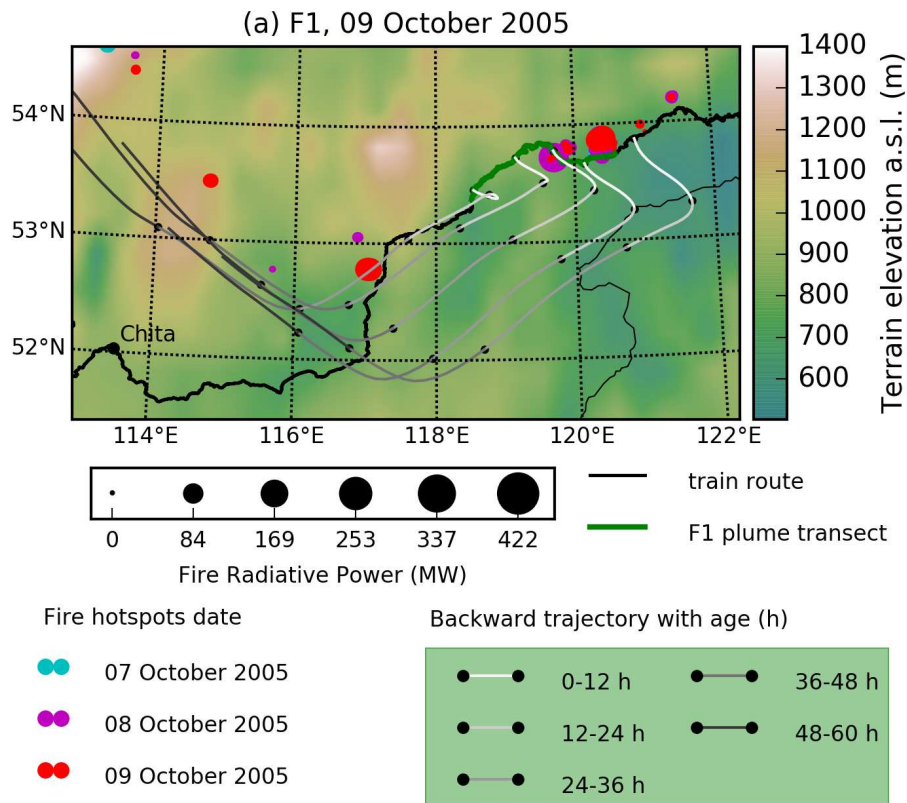 (a) F1, 09 October 2005
1400
1300
1200
1100
1000
900
800
700
600
Terrain elevation a.s.l. (m)
54°N
53°N
52°N
Chita
114°E 116°E 118°E 120°E 122°E
0 84 169 253 337 422
Fire Radiative Power (MW)
train route
F1 plume transect
Fire hotspots date
07 October 2005
08 October 2005
09 October 2005
Backward trajectory with age (h)
0-12 h 36-48 h
12-24 h 48-60 h
24-36 h